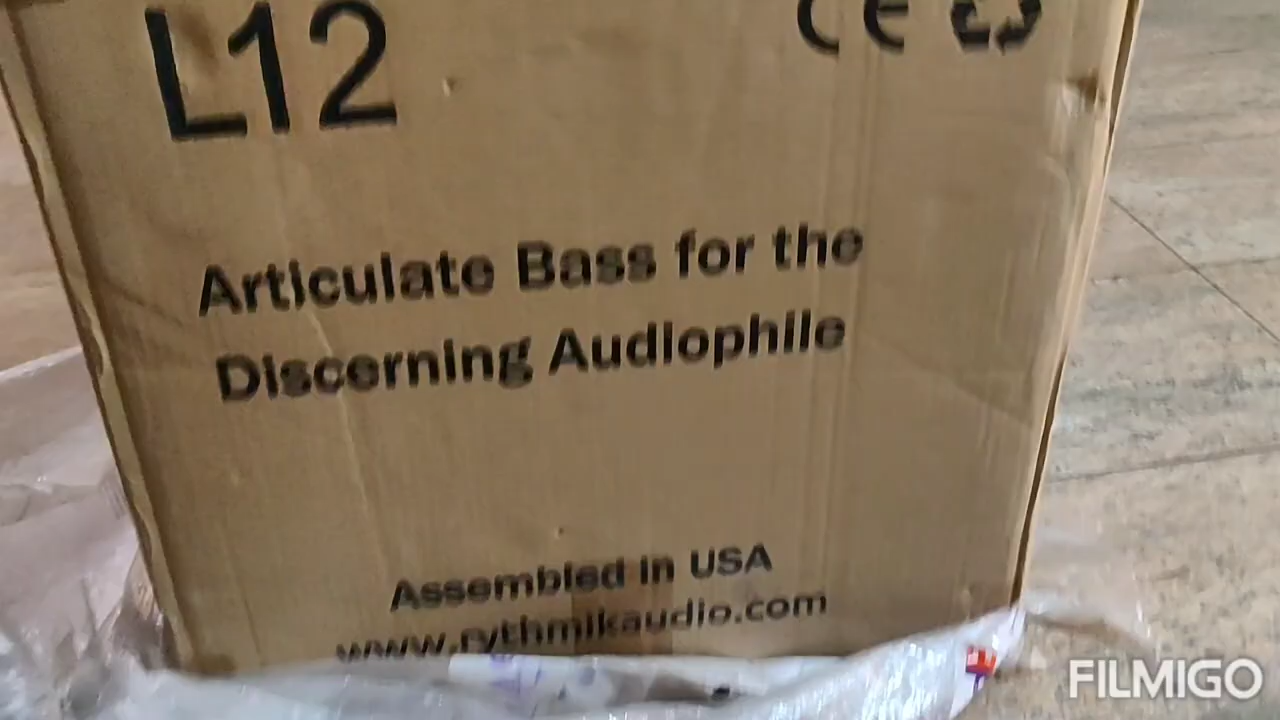 L12
CE
Articulate Bass for the
Discerning Audiophile
Assembled in USA
www.rythmikaudio.com
FILMIGO